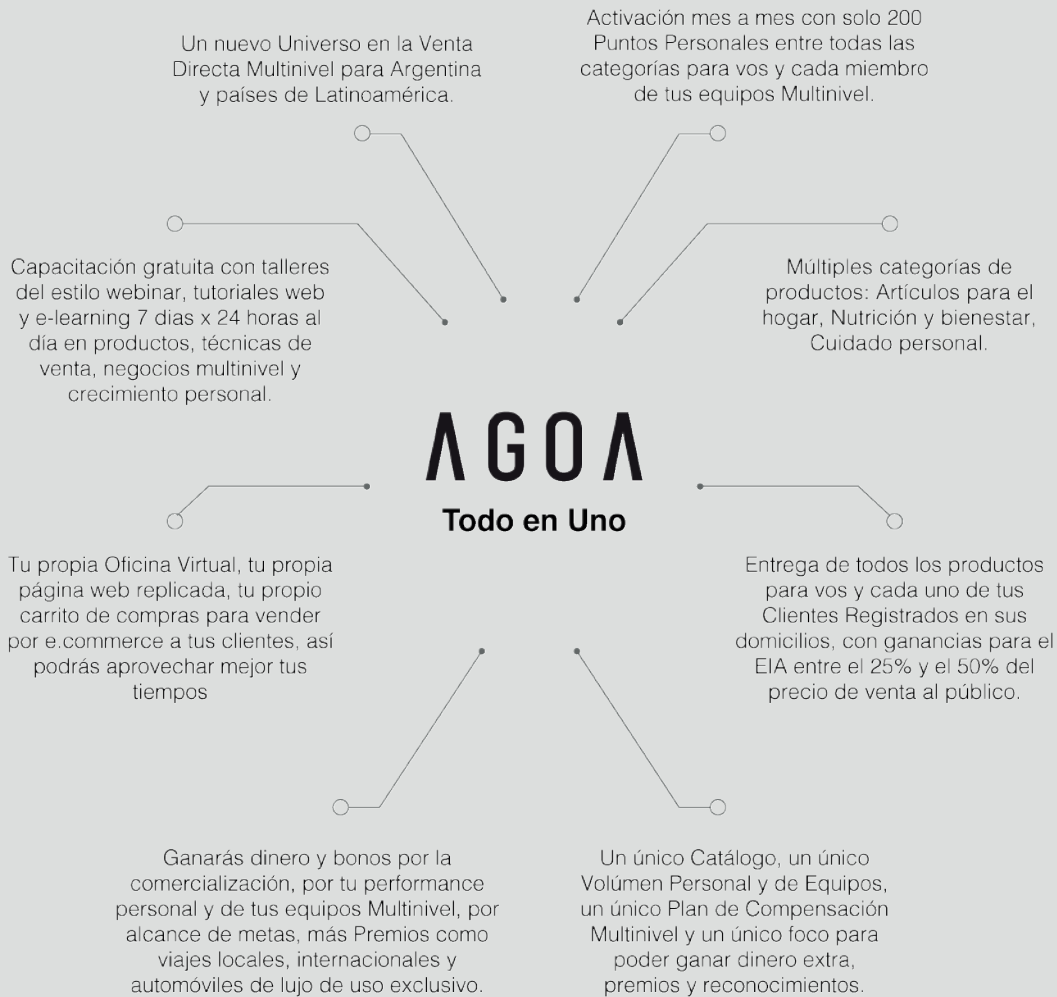 Un nuevo Universo en la Venta
Directa Multinivel para Argentina
y países de Latinoamérica.
Activación mes a mes con solo 200
Puntos Personales entre todas las
categorías para vos y cada miembro
de tus equipos Multinivel.
Capacitación gratuita con talleres
del estilo webinar, tutoriales web
y e-learning 7 dias x 24 horas al
día en productos, técnicas de
venta, negocios multinivel y
crecimiento personal.
Múltiples categorías de
productos: Artículos para el
hogar, Nutrición y bienestar,
Cuidado personal.
AGOA
Todo en Uno
Tu propia Oficina Virtual, tu propia
página web replicada, tu propio
carrito de compras para vender
por e.commerce a tus clientes, así
podrás aprovechar mejor tus
tiempos
Entrega de todos los productos
para vos y cada uno de tus
Clientes Registrados en sus
domicilios, con ganancias para el
EIA entre el 25% y el 50% del
precio de venta al público.
Ganarás dinero y bonos por la
comercialización, por tu performance
personal y de tus equipos Multinivel, por
alcance de metas, más Premios como
viajes locales, internacionales y
automóviles de lujo de uso exclusivo.
Un único Catálogo, un único
Volúmen Personal y de Equipos,
un único Plan de Compensación
Multinivel y un único foco para
poder ganar dinero extra,
premios y reconocimientos.